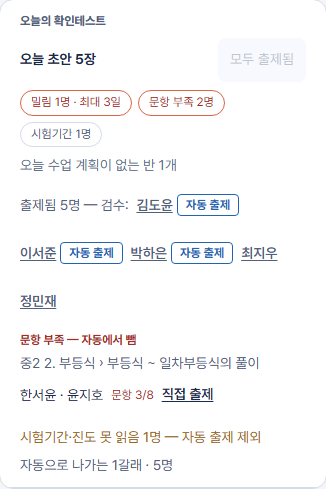 오늘의 확인테스트
오늘 초안 5장 모두 출제됨
밀림 1명 · 최대 3일 문항 부족 2명
시험기간 1명
오늘 수업 계획이 없는 반 1개
출제됨 5명 — 검수: 김도윤 자동 출제
이서준 자동 출제 박하은 자동 출제 최지우
정민재
문항 부족 — 자동에서 뺌
중2 2. 부등식 › 부등식 ~ 일차부등식의 풀이
한서윤 · 윤지호 문항 3/8 직접 출제
시험기간·진도 못 읽음 1명 — 자동 출제 제외
자동으로 나가는 1갈래 · 5명